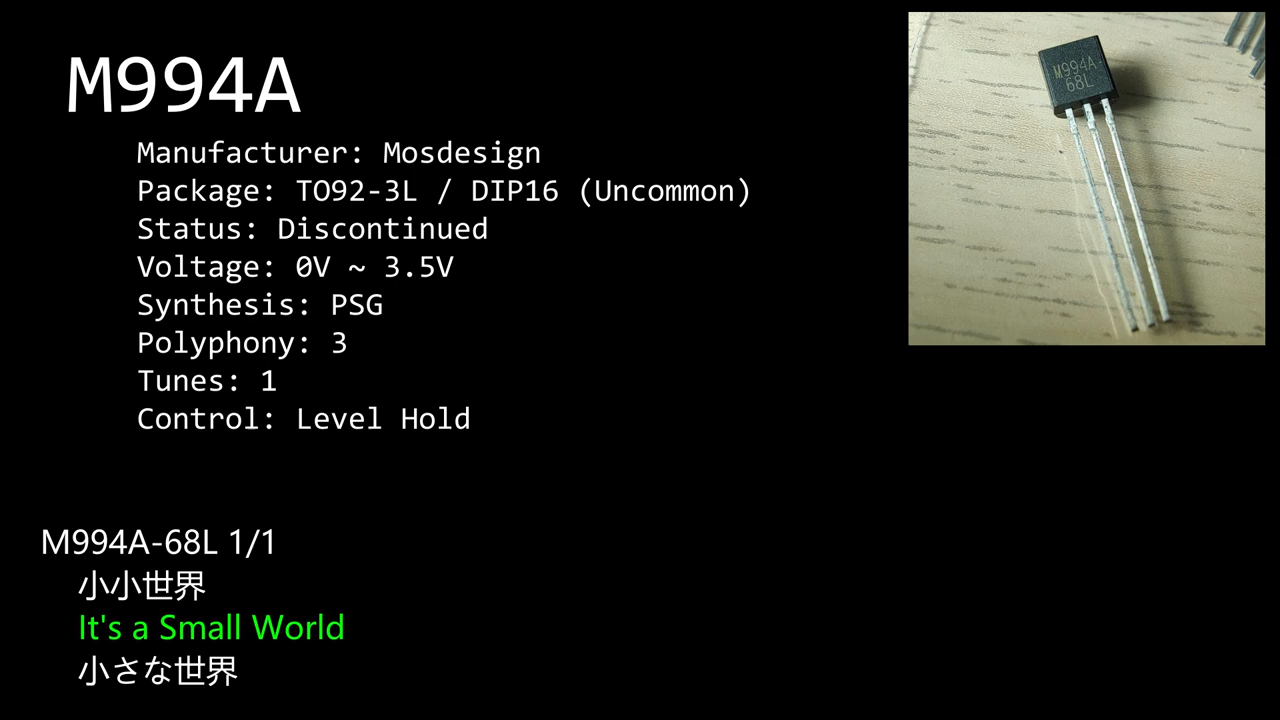 M994A
Manufacturer: Mosdesign
Package: TO92-3L / DIP16 (Uncommon)
Status: Discontinued
Voltage: 0V ~ 3.5V
Synthesis: PSG
Polyphony: 3
Tunes: 1
Control: Level Hold
M994A-
68L
M994A-68L 1/1
小小世界
It's a Small World
小さな世界